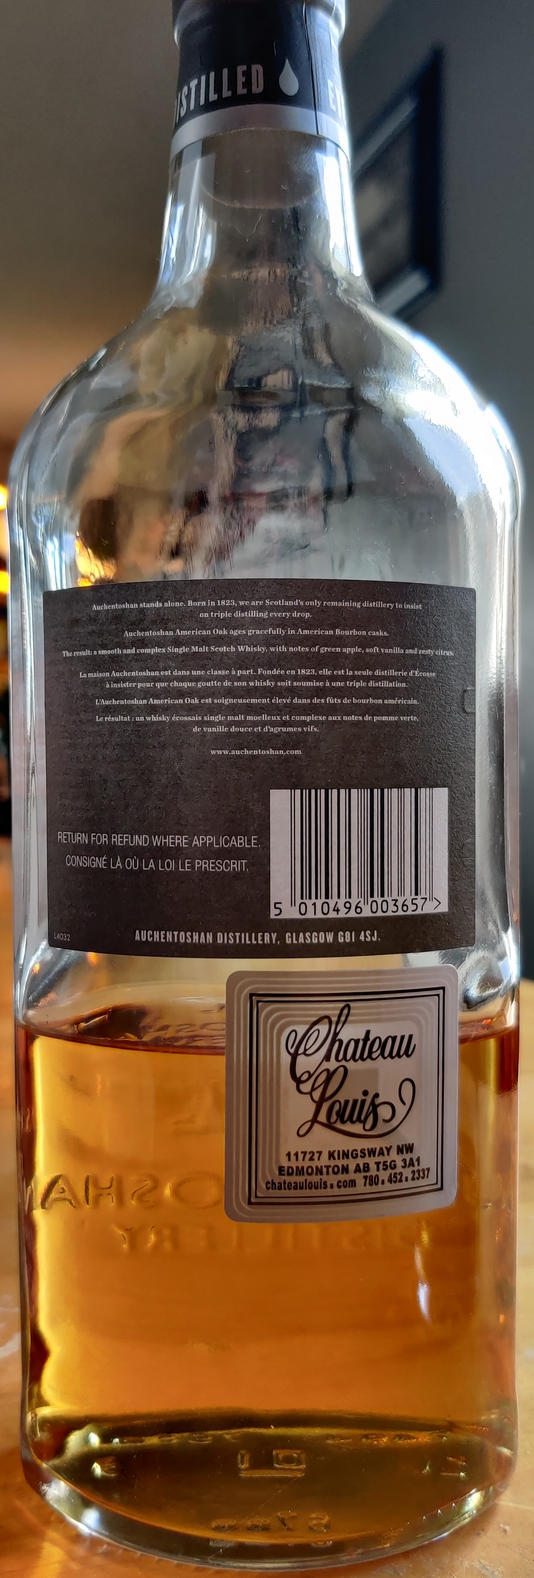 DISTILLED
Auchentoshan stands alone. Born in 1823, we are Scotland's only remaining distillery to insist
on triple distilling every drop.
Auchentoshan American Oak ages gracefully in American Bourbon casks.
The result: a smooth and complex Single Malt Scotch Whisky, with notes of green apple, soft vanilla and zesty citrus.
La maison Auchentoshan est dans une classe à part. Fondée en 1823, elle est la seule distillerie d'Écosse
à insister pour que chaque goutte de son whisky soit soumise à une triple distillation.
L'Auchentoshan American Oak est soigneusement élevé dans des fûts de bourbon américain.
Le résultat : un whisky écossais single malt moelleux et complexe aux notes de pomme verte,
de vanille douce et d'agrumes vifs.
www.auchentoshan.com
RETURN FOR REFUND WHERE APPLICABLE.
CONSIGNÉ LÀ OÙ LA LOI LE PRESCRIT.
5 010496 003657 >
L4032
AUCHENTOSHAN DISTILLERY, GLASGOW G81 4SJ.
Chateau
Louis
11727 KINGSWAY NW
EDMONTON AB T5G 3A1
chateaulouis.com 780.452.2337
OSHAN
DISTILLERY